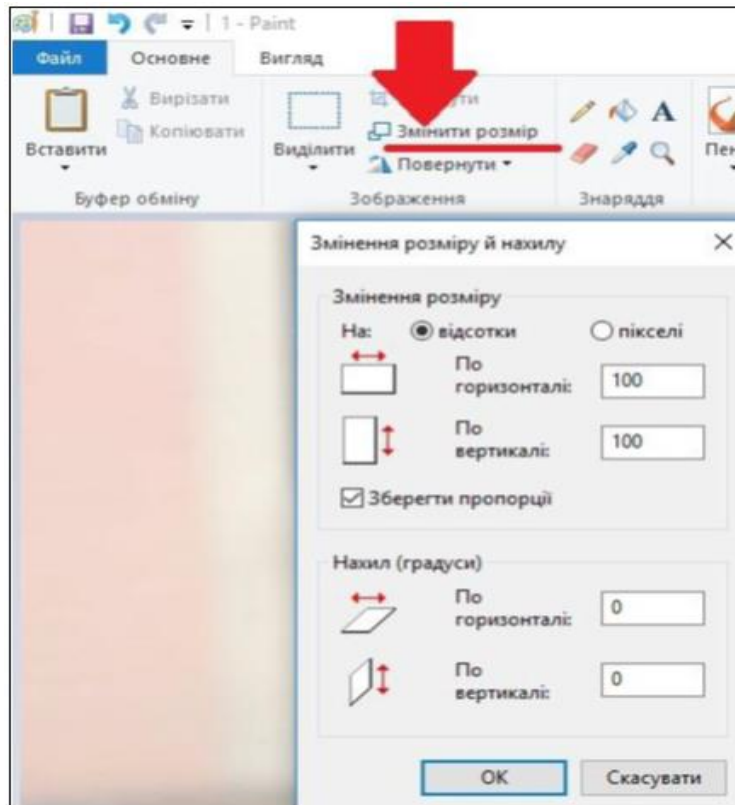 1 - Paint
Файл Основне Вигляд
Вирізати
Копіювати
Вставити
Буфер обміну
Виділити
Змінити розмір
Повернути
Зображення
A
Знаряддя
Змінення розміру й нахилу
Змінення розміру
На: відсотки пікселі
По
горизонталі: 100
По
вертикалі: 100
Зберегти пропорції
Нахил (градуси)
По
горизонталі: 0
По
вертикалі: 0
ОК Скасувати